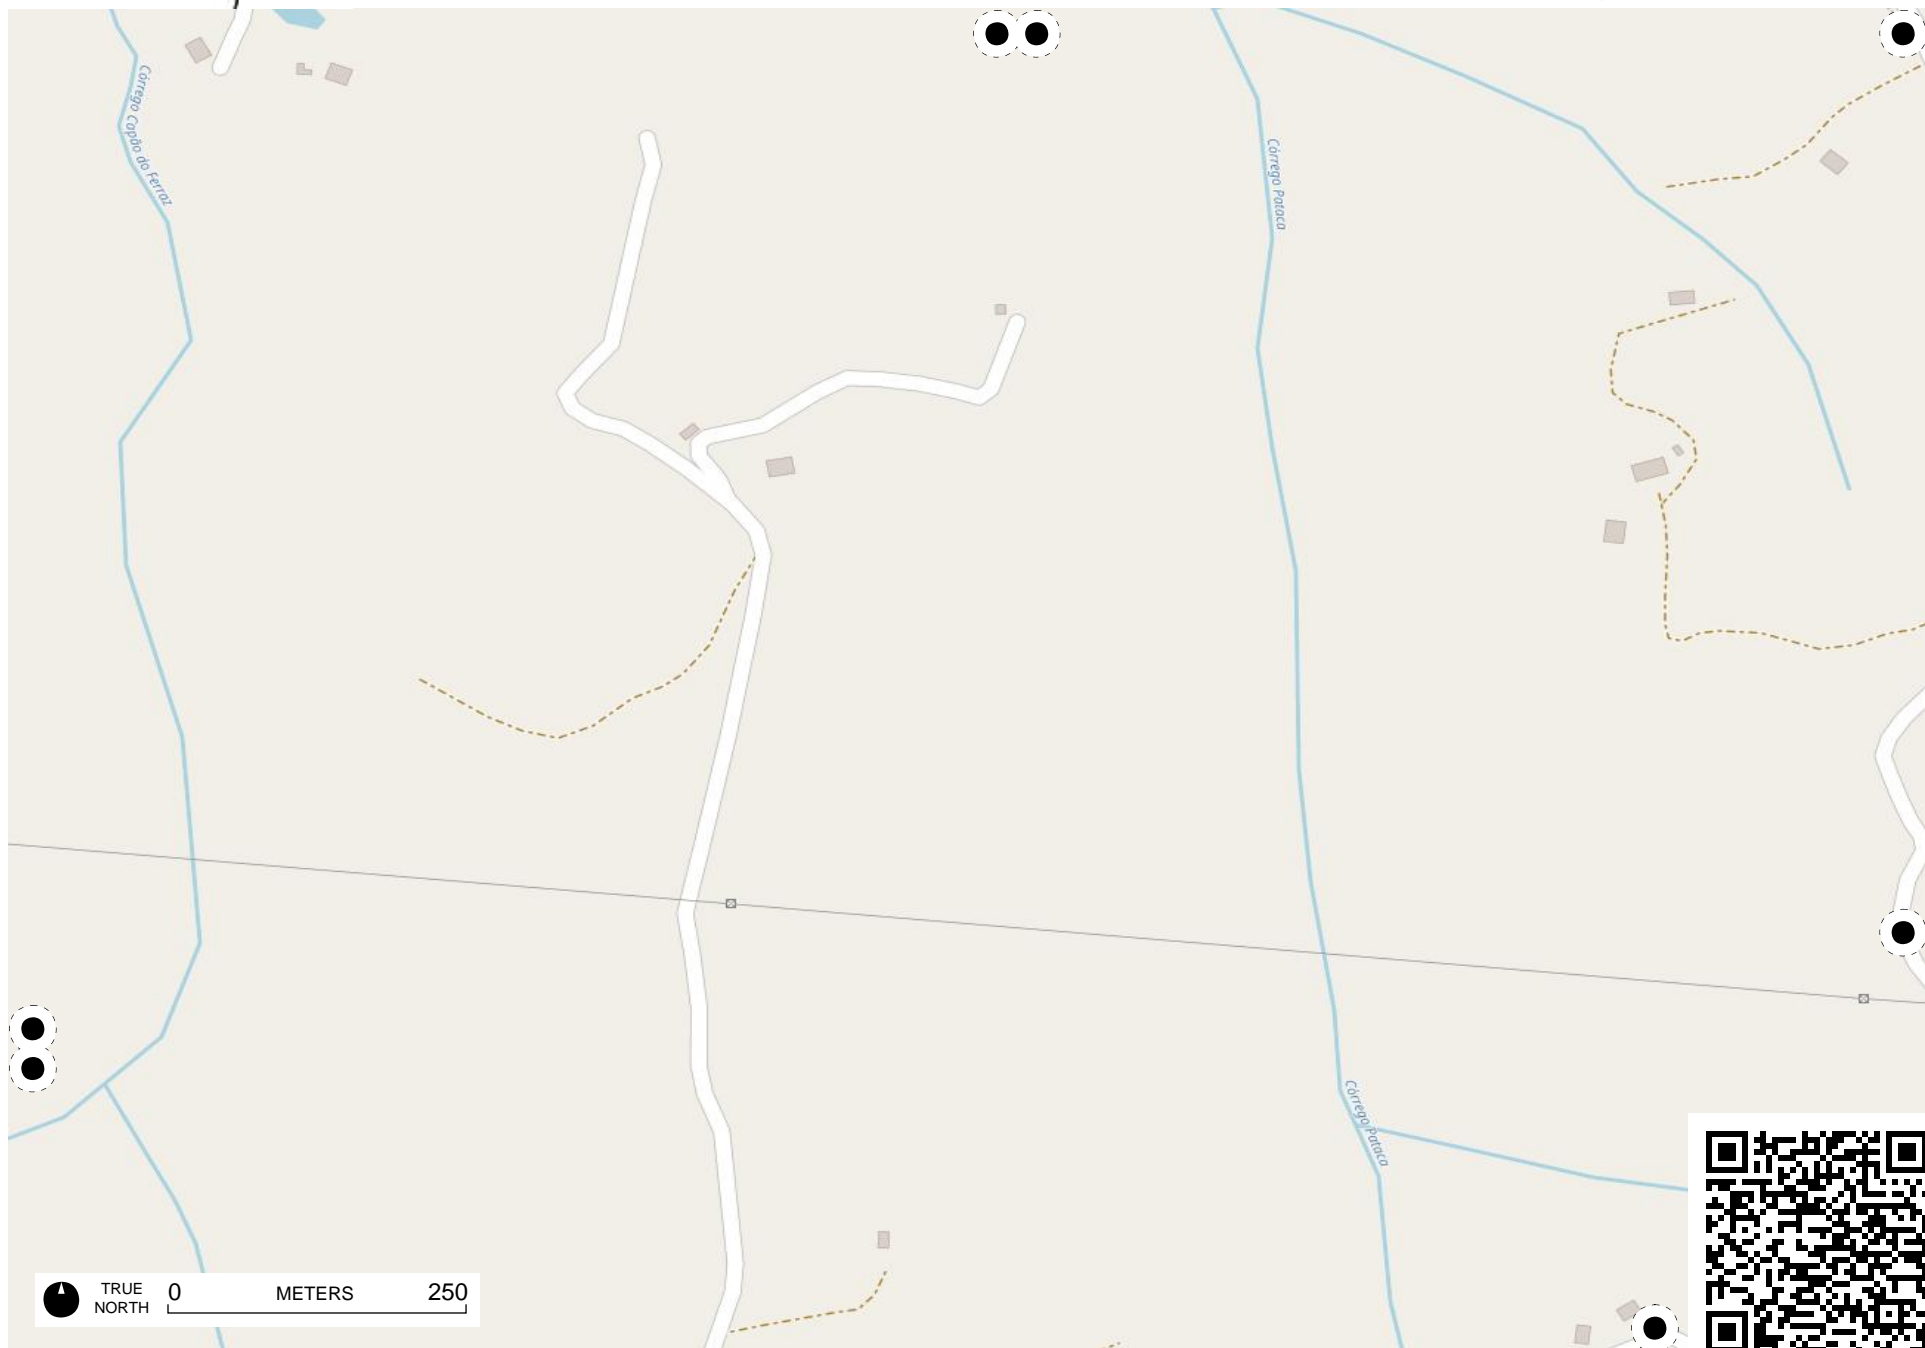 Córrego Capão do Ferraz
Córrego Pataca
Córrego Pataca
TRUE
NORTH
0 METERS 250